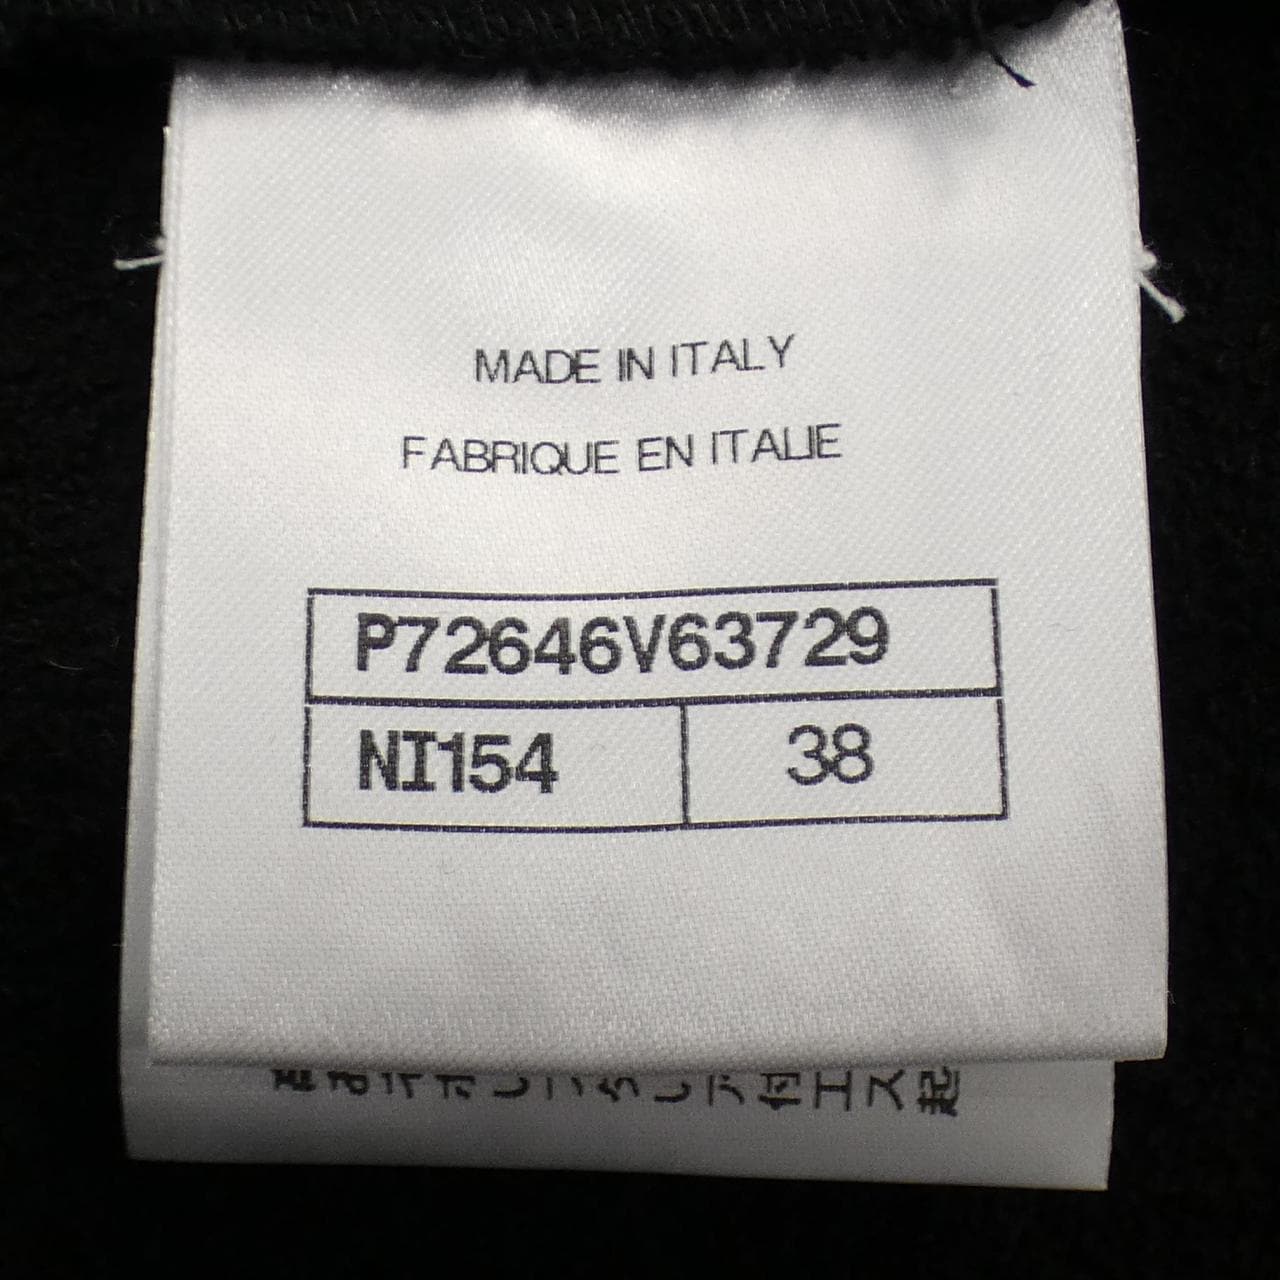 MADE IN ITALY
FABRIQUE EN ITALIE
P72646V63729
NI154 38